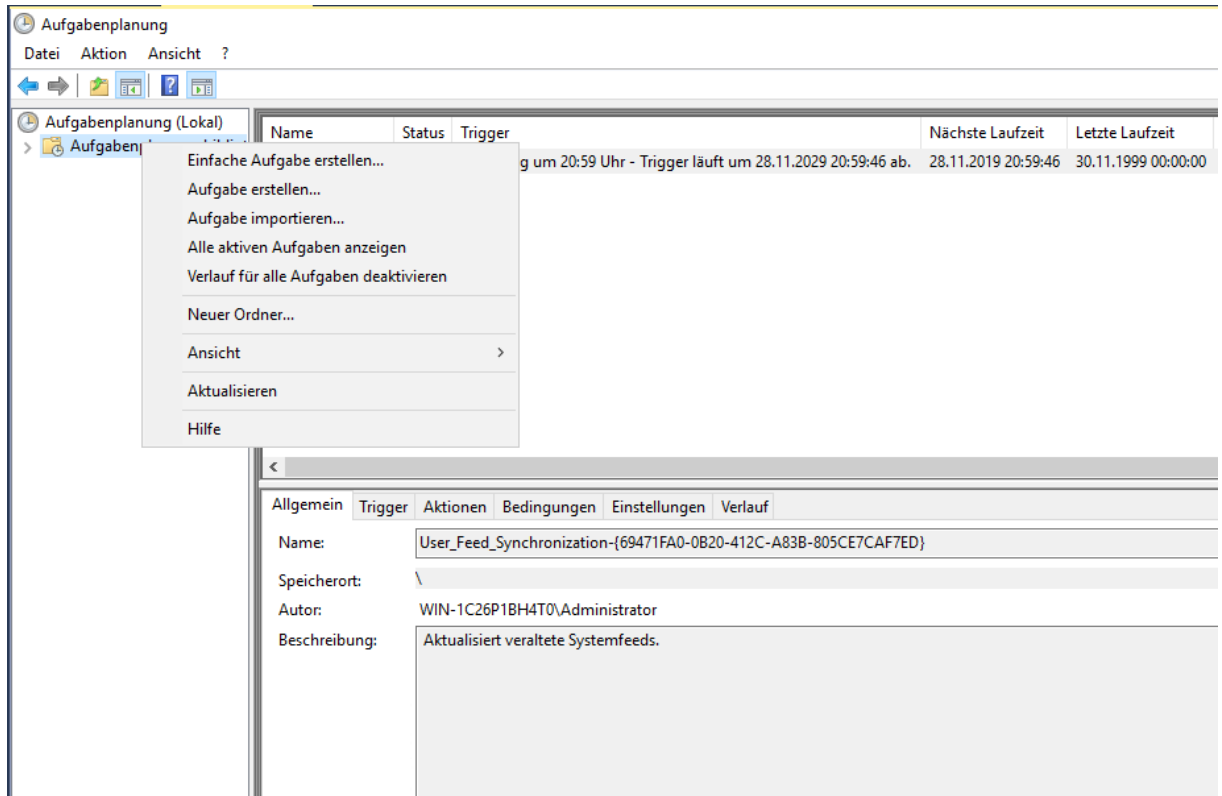 Aufgabenplanung
Datei Aktion Ansicht ?
Aufgabenplanung (Lokal)
Name Status Trigger Nächste Laufzeit Letzte Laufzeit
um 20:59 Uhr - Trigger läuft um 28.11.2029 20:59:46 ab. 28.11.2019 20:59:46 30.11.1999 00:00:00
Einfache Aufgabe erstellen...
Aufgabe erstellen...
Aufgabe importieren...
Alle aktiven Aufgaben anzeigen
Verlauf für alle Aufgaben deaktivieren
Neuer Ordner...
Ansicht
Aktualisieren
Hilfe
Allgemein Trigger Aktionen Bedingungen Einstellungen Verlauf
Name: User_Feed_Synchronization-{69471FA0-0B20-412C-A83B-805CE7CAF7ED}
Speicherort: \
Autor: WIN-1C26P1BH4T0\Administrator
Beschreibung: Aktualisiert veraltete Systemfeeds.